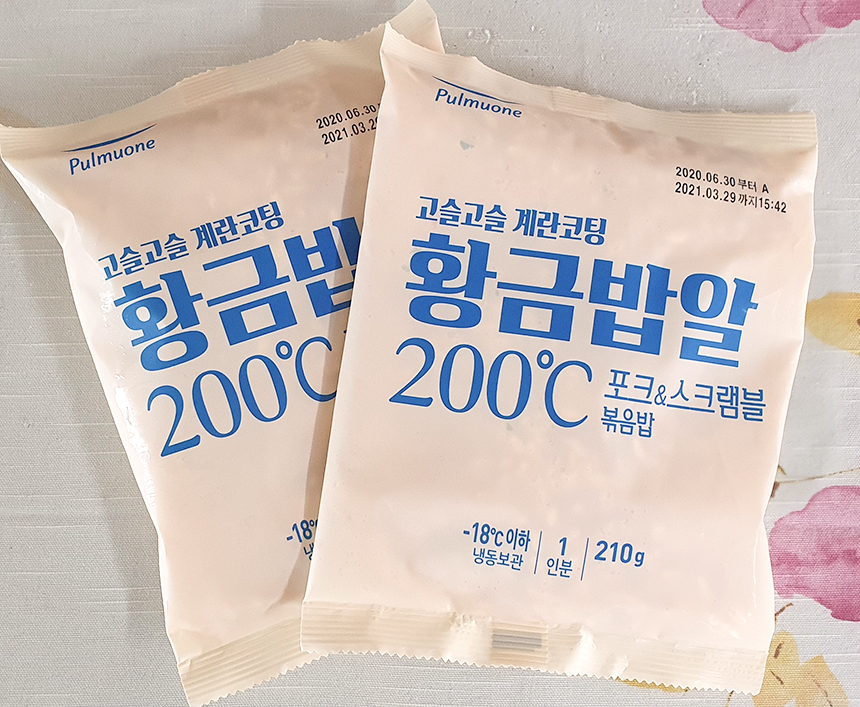 Pulmuone
2020.06.30
2021.03.2
고슬고슬 계란코팅
황금밥
200℃
-18℃
Pulmuone
2020.06.30 부터 A
2021.03.29 까지15:42
고슬고슬 계란코팅
황금밥알
200℃ 포크&스크램블
볶음밥
-18℃ 이하
냉동보관
1
인분
210g